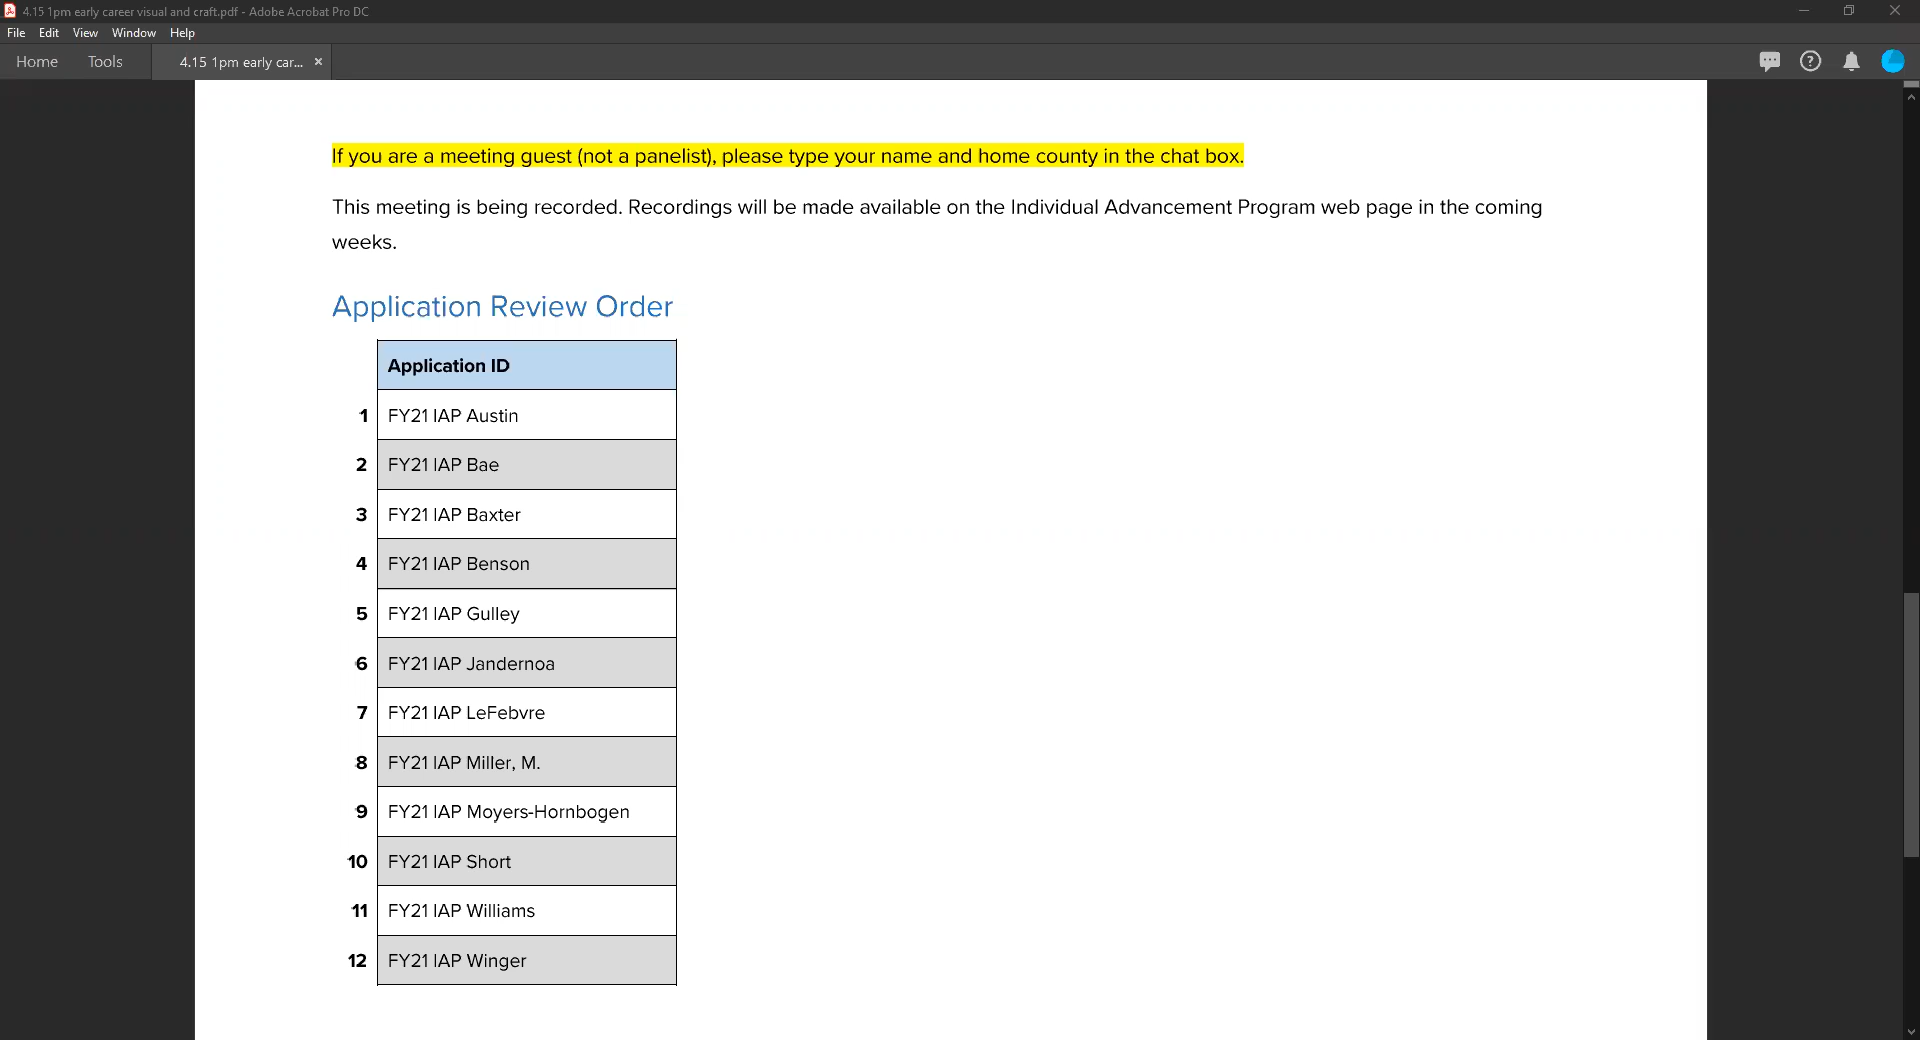 4.15 1pm early career visual and craft.pdf - Adobe Acrobat Pro DC
File Edit View Window Help
Home Tools 4.15 1pm early car... ×
If you are a meeting guest (not a panelist), please type your name and home county in the chat box.
This meeting is being recorded. Recordings will be made available on the Individual Advancement Program web page in the coming
weeks.
Application Review Order
Application ID
1 FY21 IAP Austin
2 FY21 IAP Bae
3 FY21 IAP Baxter
4 FY21 IAP Benson
5 FY21 IAP Gulley
6 FY21 IAP Jandernoa
7 FY21 IAP LeFebvre
8 FY21 IAP Miller, M.
9 FY21 IAP Moyers-Hornbogen
10 FY21 IAP Short
11 FY21 IAP Williams
12 FY21 IAP Winger